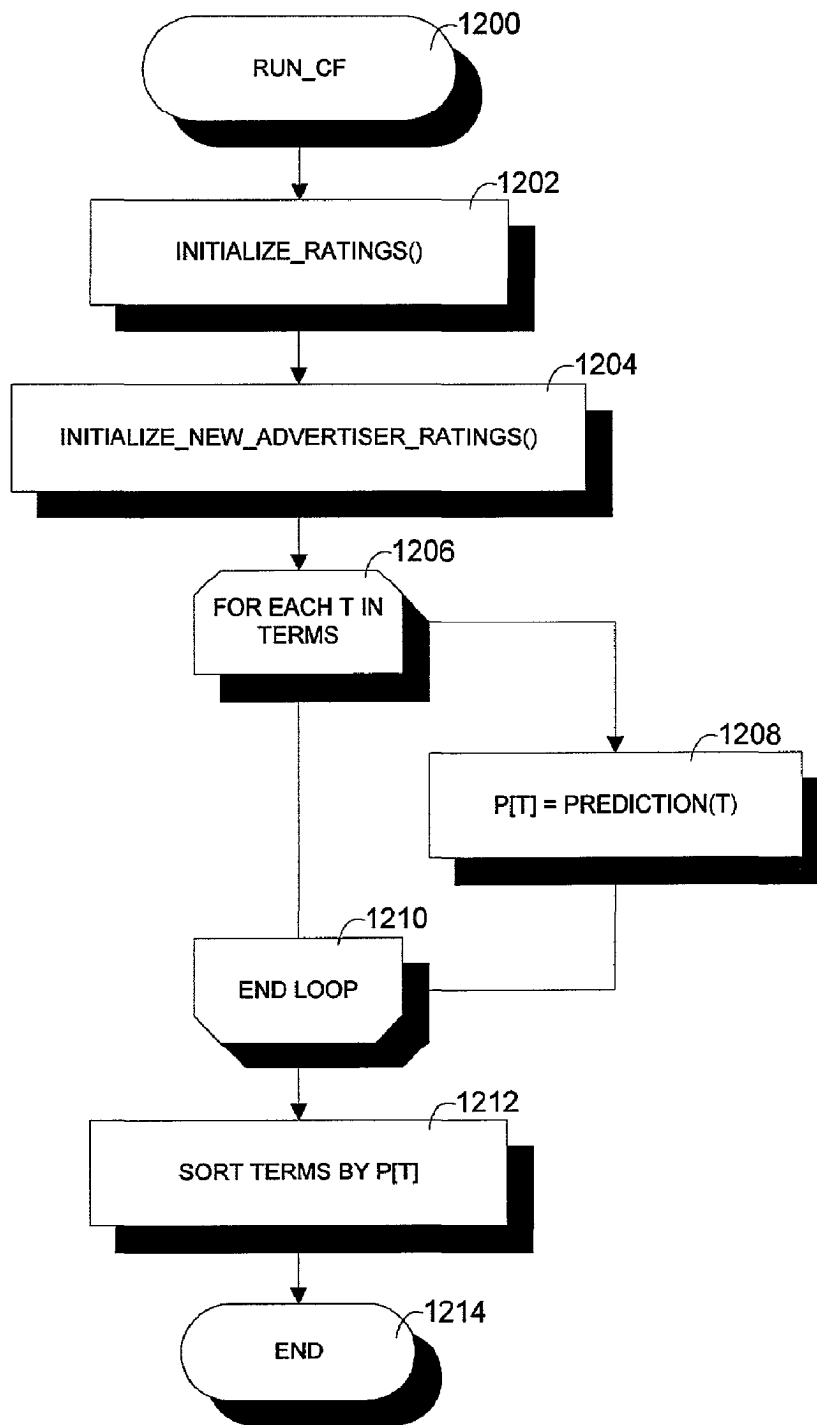 1200
RUN_CF
1202
INITIALIZE_RATINGS()
1204
INITIALIZE_NEW_ADVERTISER_RATINGS()
1206
FOR EACH T IN
TERMS
1208
P[T] = PREDICTION(T)
1210
END LOOP
1212
SORT TERMS BY P[T]
1214
END